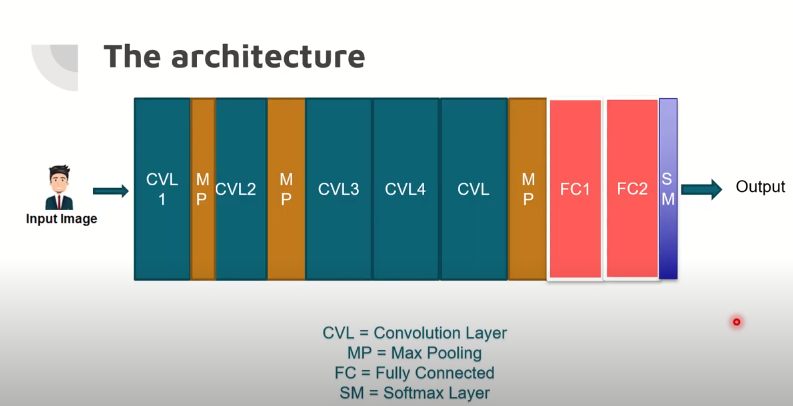 The architecture
Input Image
CVL
1
M
P
CVL2
M
P
CVL3
CVL4
CVL
M
P
FC1
FC2
S
M
Output
CVL = Convolution Layer
MP = Max Pooling
FC = Fully Connected
SM = Softmax Layer